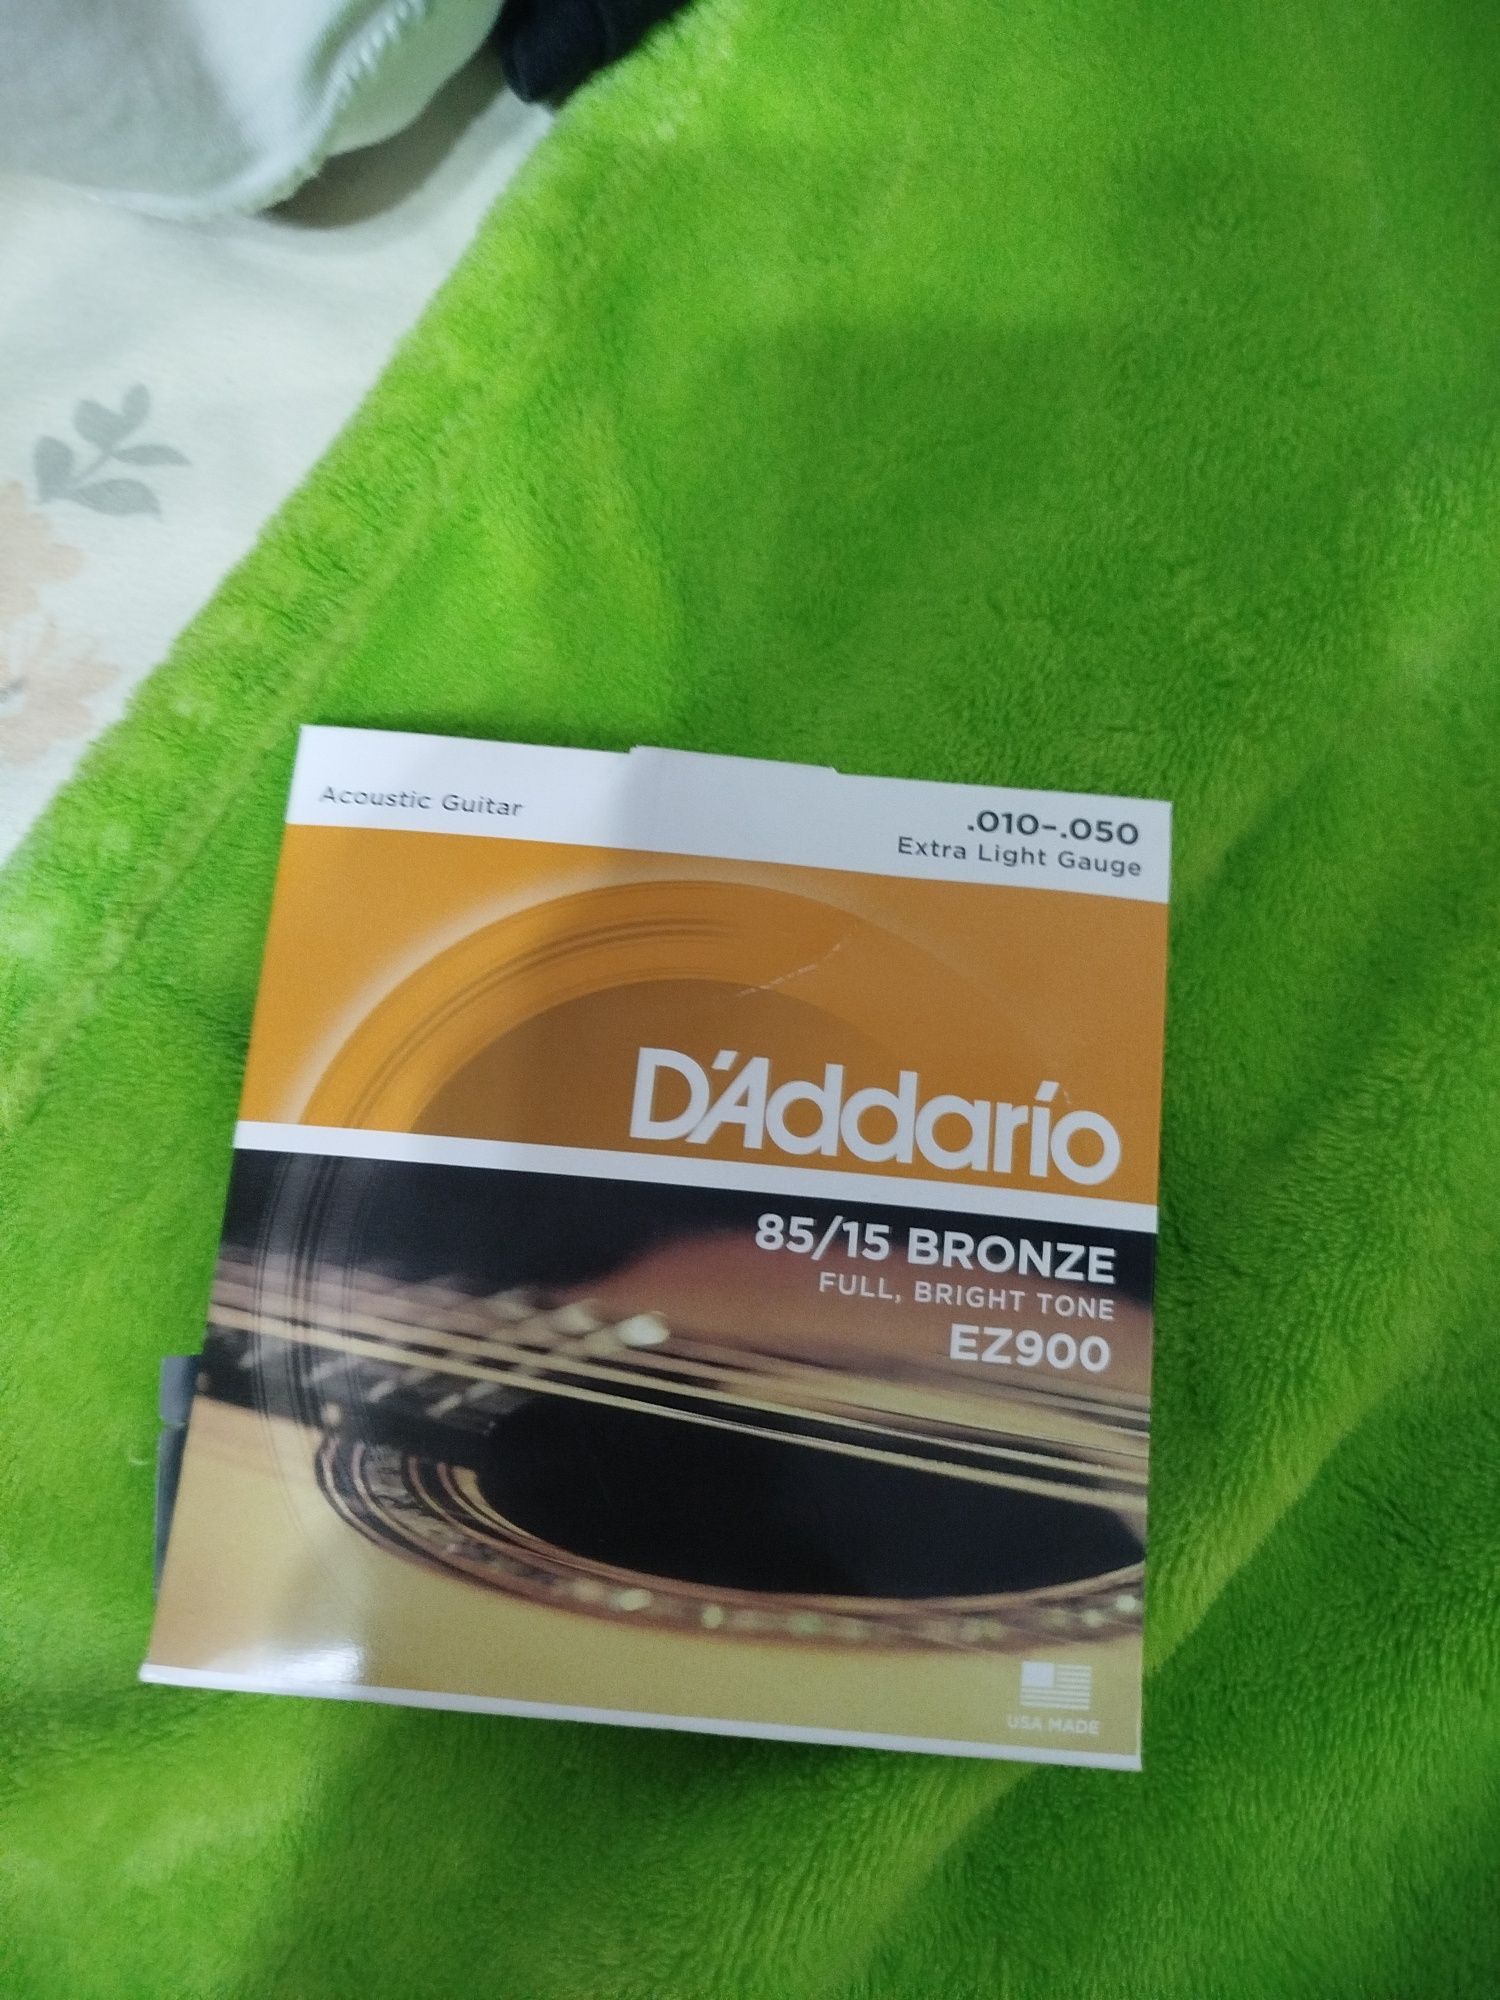 Acoustic Guitar
.010-.050
Extra Light Gauge
D'Addario
85/15 BRONZE
FULL, BRIGHT TONE
EZ900
USA MADE